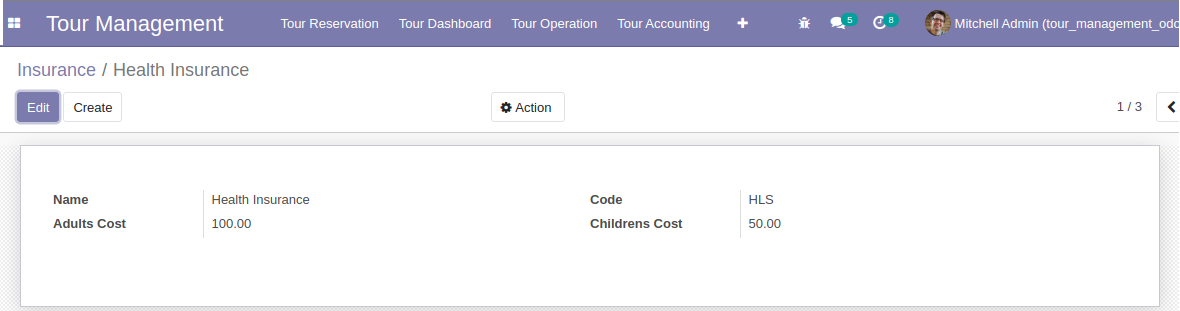 Tour Management Tour Reservation Tour Dashboard Tour Operation Tour Accounting 5 8 Mitchell Admin (tour_management_odo
Insurance / Health Insurance
Edit Create Action 1 / 3
Name Health Insurance Code HLS
Adults Cost 100.00 Childrens Cost 50.00